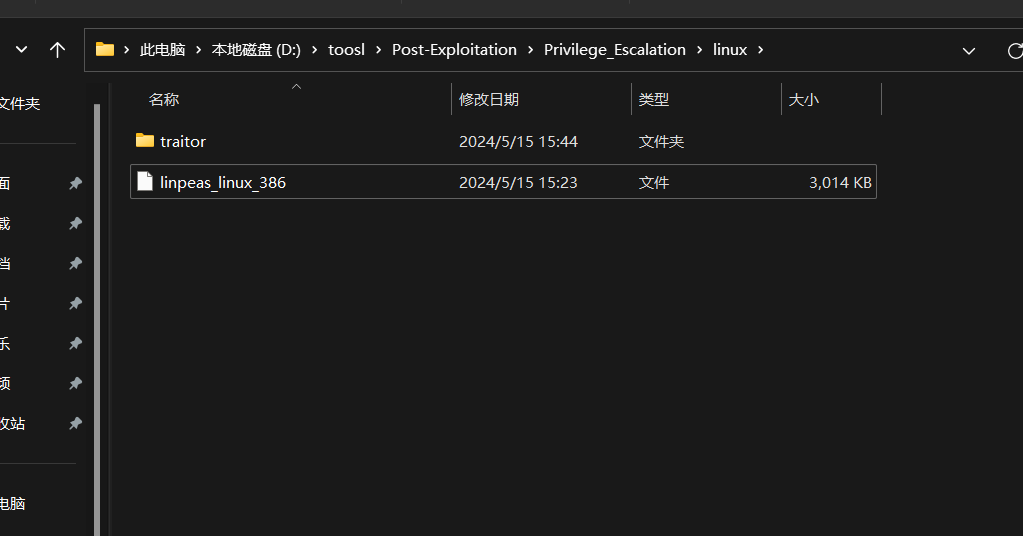 此电脑 本地磁盘 (D:) toosl Post-Exploitation Privilege_Escalation linux
名称 修改日期 类型 大小
文件夹
traitor 2024/5/15 15:44 文件夹
面
linpeas_linux_386 2024/5/15 15:23 文件 3,014 KB
载
档
片
乐
频
收站
电脑